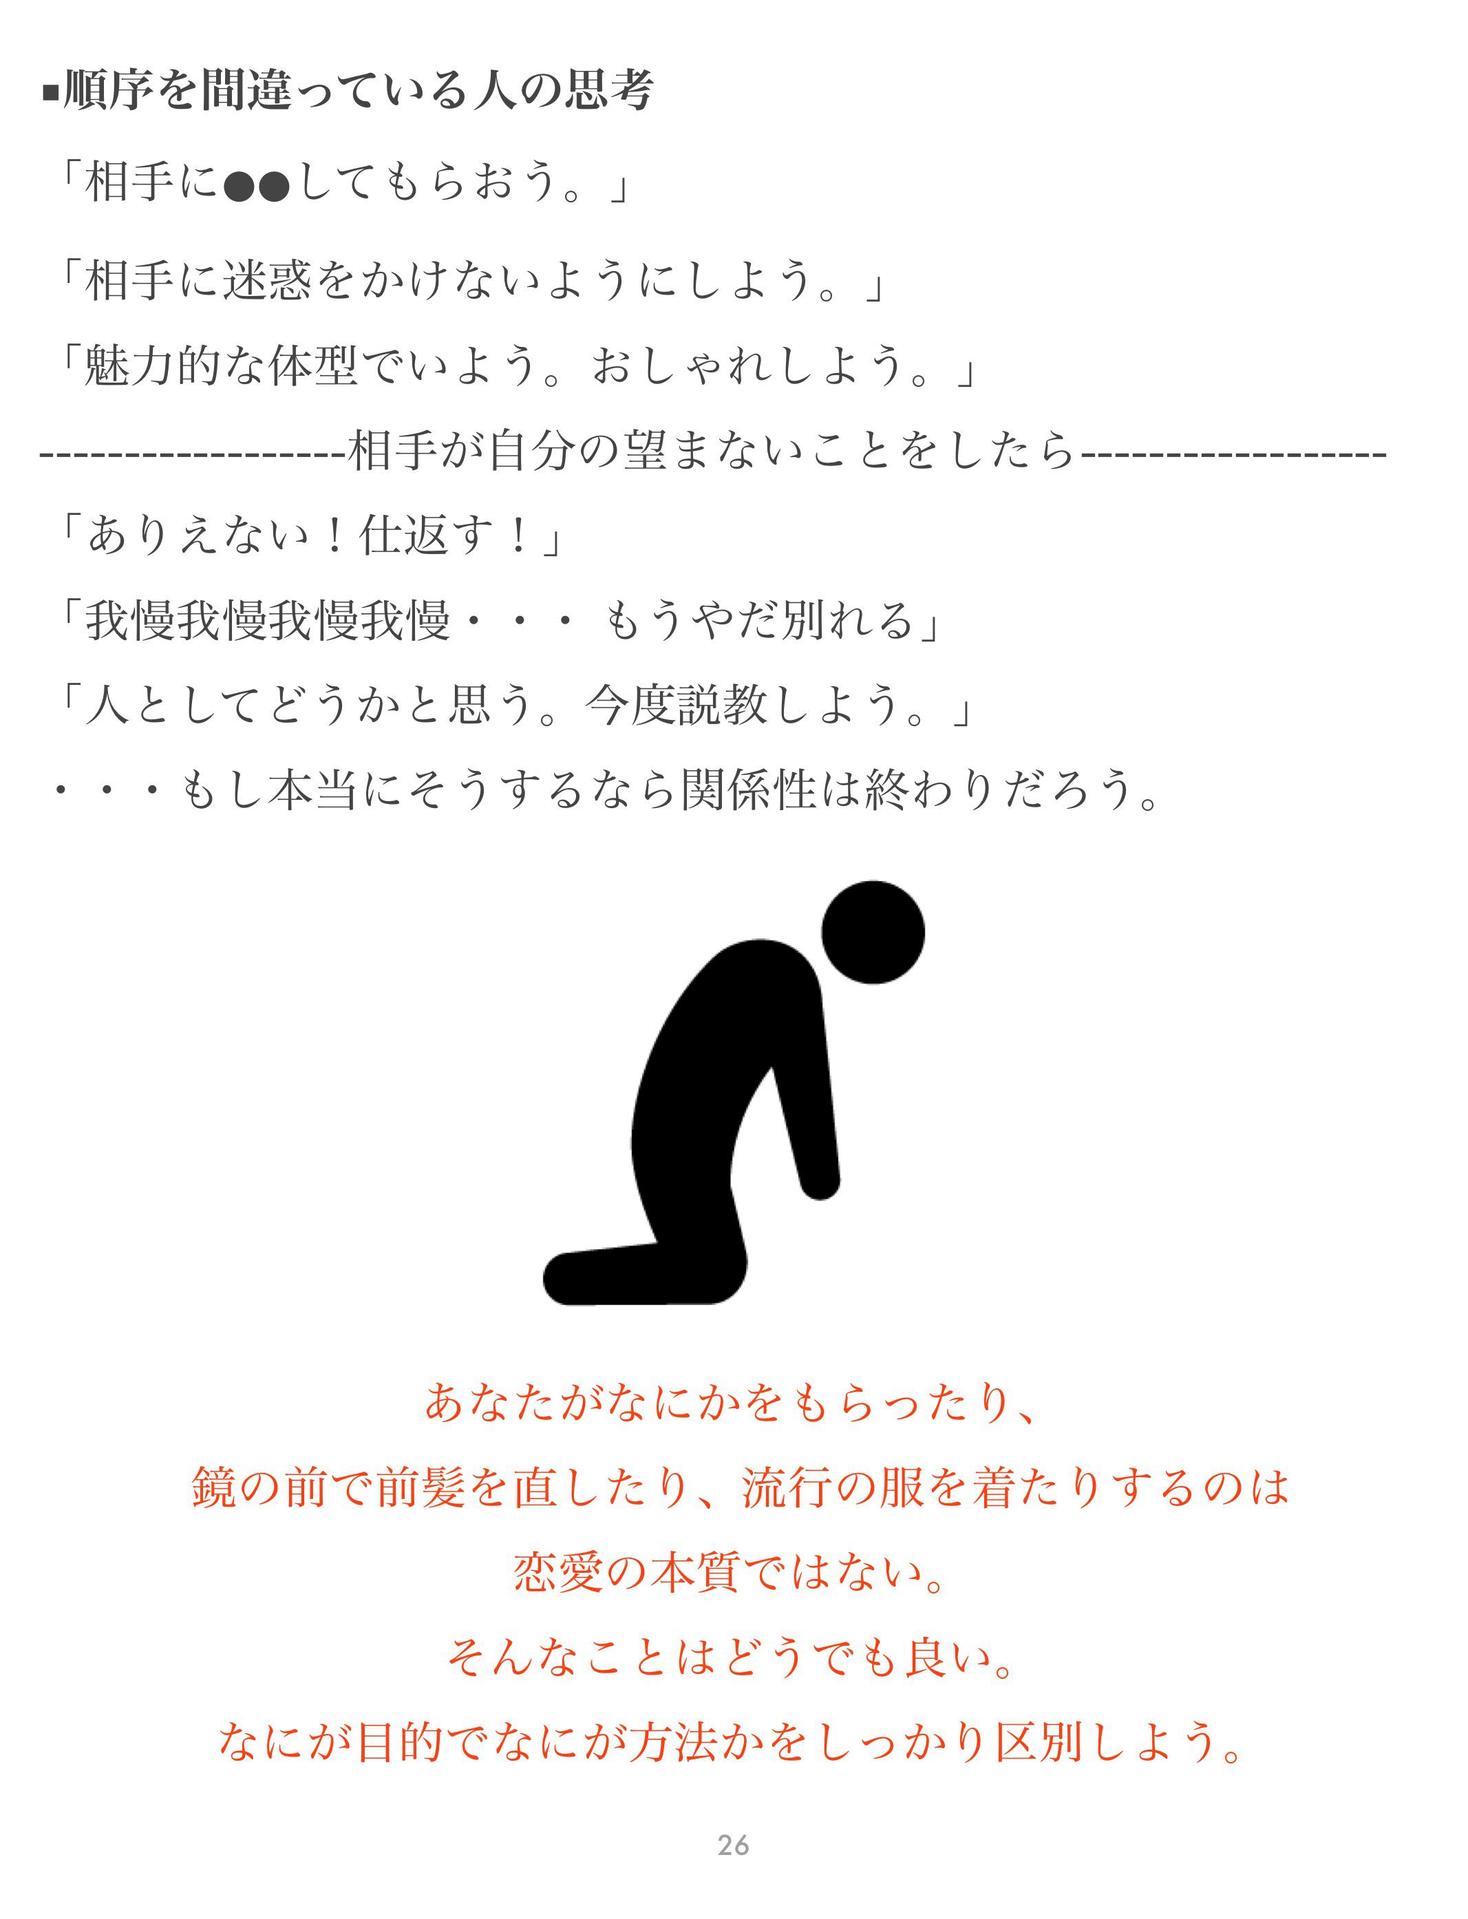 ▪順序を間違っている人の思考
「相手に●●してもらおう。」
「相手に迷惑をかけないようにしよう。」
「魅力的な体型でいよう。おしゃれしよう。」
------------------相手が自分の望まないことをしたら------------------
「ありえない！仕返す！」
「我慢我慢我慢我慢・・・ もうやだ別れる」
「人としてどうかと思う。今度説教しよう。」
・・・もし本当にそうするなら関係性は終わりだろう。
あなたがなにかをもらったり、
鏡の前で前髪を直したり、流行の服を着たりするのは
恋愛の本質ではない。
そんなことはどうでも良い。
なにが目的でなにが方法かをしっかり区別しよう。
26